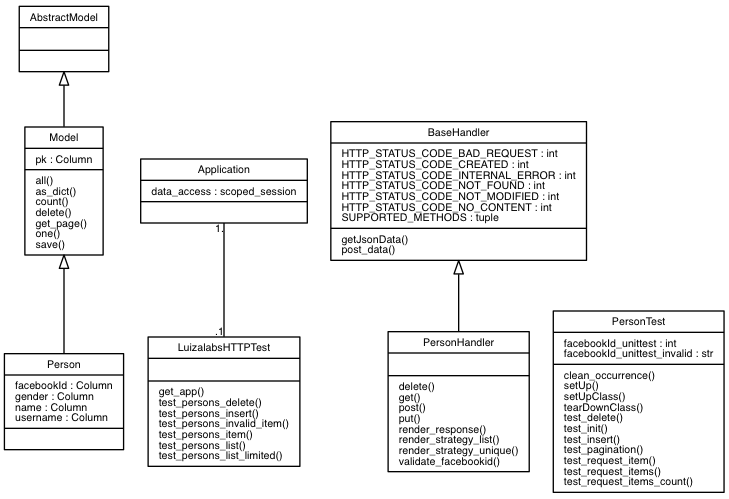 AbstractModel
Model
pk : Column
all()
as_dict()
count()
delete()
get_page()
one()
save()
Person
facebookId : Column
gender : Column
name : Column
username : Column
Application
data_access : scoped_session
1.
.1
LuizalabsHTTPTest
get_app()
test_persons_delete()
test_persons_insert()
test_persons_invalid_item()
test_persons_item()
test_persons_list()
test_persons_list_limited()
BaseHandler
HTTP_STATUS_CODE_BAD_REQUEST : int
HTTP_STATUS_CODE_CREATED : int
HTTP_STATUS_CODE_INTERNAL_ERROR : int
HTTP_STATUS_CODE_NOT_FOUND : int
HTTP_STATUS_CODE_NOT_MODIFIED : int
HTTP_STATUS_CODE_NO_CONTENT : int
SUPPORTED_METHODS : tuple
getJsonData()
post_data()
PersonHandler
delete()
get()
post()
put()
render_response()
render_strategy_list()
render_strategy_unique()
validate_facebookid()
PersonTest
facebookId_unittest : int
facebookId_unittest_invalid : str
clean_occurrence()
setUp()
setUpClass()
tearDownClass()
test_delete()
test_init()
test_insert()
test_pagination()
test_request_item()
test_request_items()
test_request_items_count()